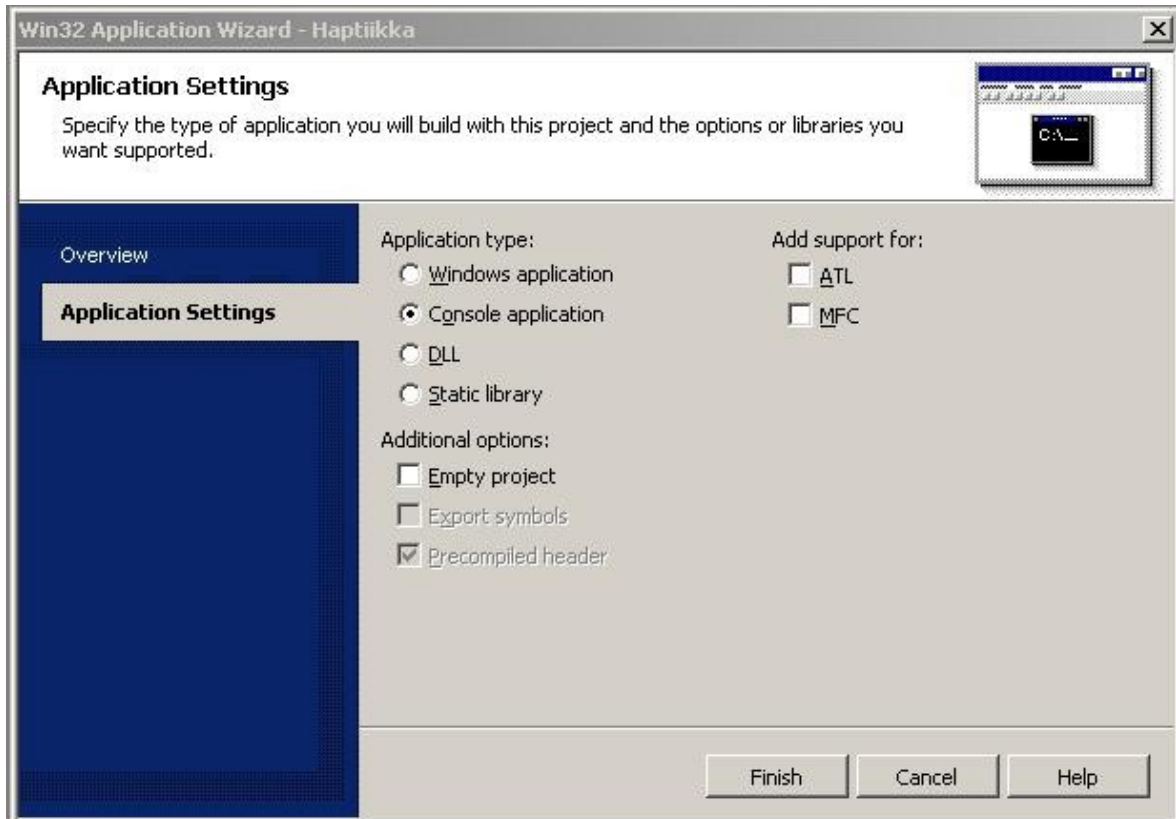 Win32 Application Wizard - Haptiikka
Application Settings
Specify the type of application you will build with this project and the options or libraries you
want supported.
C:\_
Overview
Application Settings
Application type:
Windows application
Console application
DLL
Static library
Additional options:
Empty project
Export symbols
Precompiled header
Add support for:
ATL
MFC
Finish
Cancel
Help